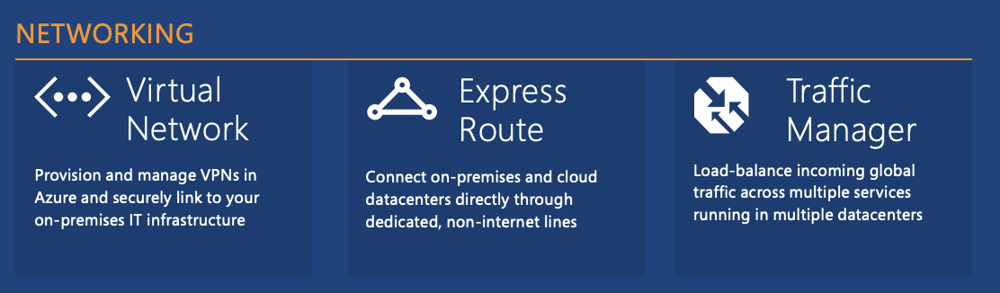 NETWORKING
Virtual
Network
Provision and manage VPNs in
Azure and securely link to your
on-premises IT infrastructure
Express
Route
Connect on-premises and cloud
datacenters directly through
dedicated, non-internet lines
Traffic
Manager
Load-balance incoming global
traffic across multiple services
running in multiple datacenters